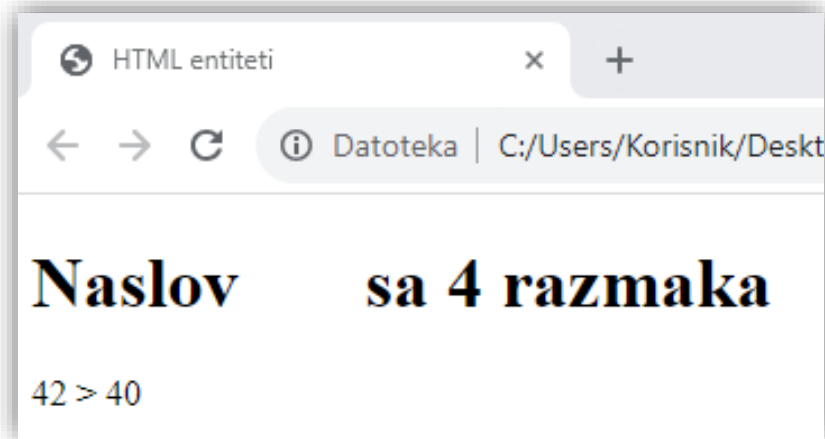 HTML entiteti
Datoteka | C:/Users/Korisnik/Deskt
Naslov    sa 4 razmaka
42 > 40